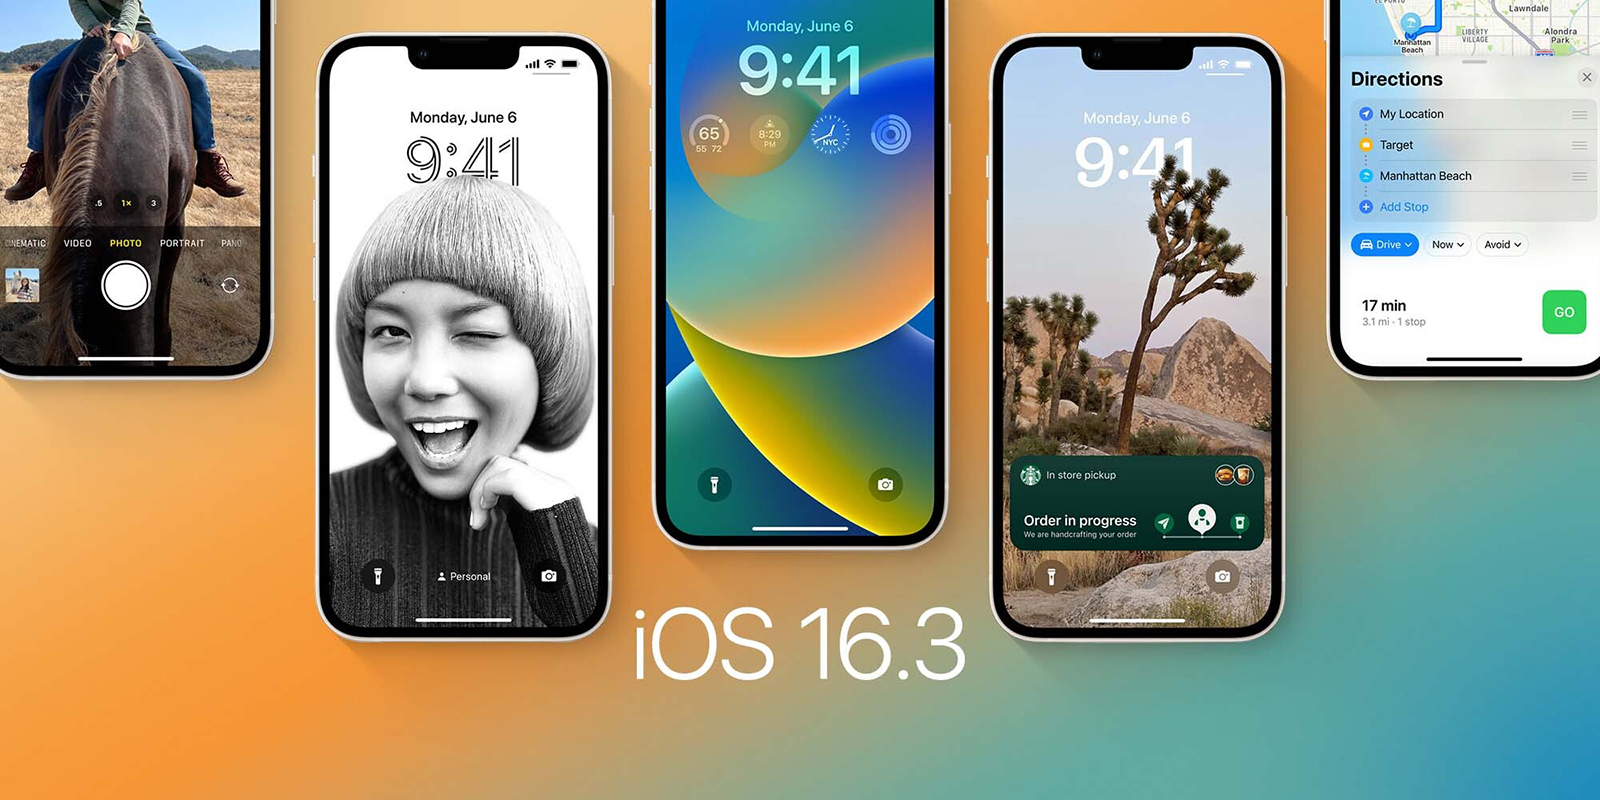 .5 1× 3
CINEMATIC VIDEO PHOTO PORTRAIT PANO
Monday, June 6
9:41
Personal
Monday, June 6
9:41
65
55 72
8:29
PM
NYC
Monday, June 6
9:41
In store pickup
Order in progress
We are handcrafting your order
EL PORTO
Lawndale
Manhattan
Beach
LIBERTY
VILLAGE
Alondra
Park
Directions
My Location
Target
Manhattan Beach
Add Stop
Drive Now Avoid
17 min
3.1 mi · 1 stop
GO
iOS 16.3